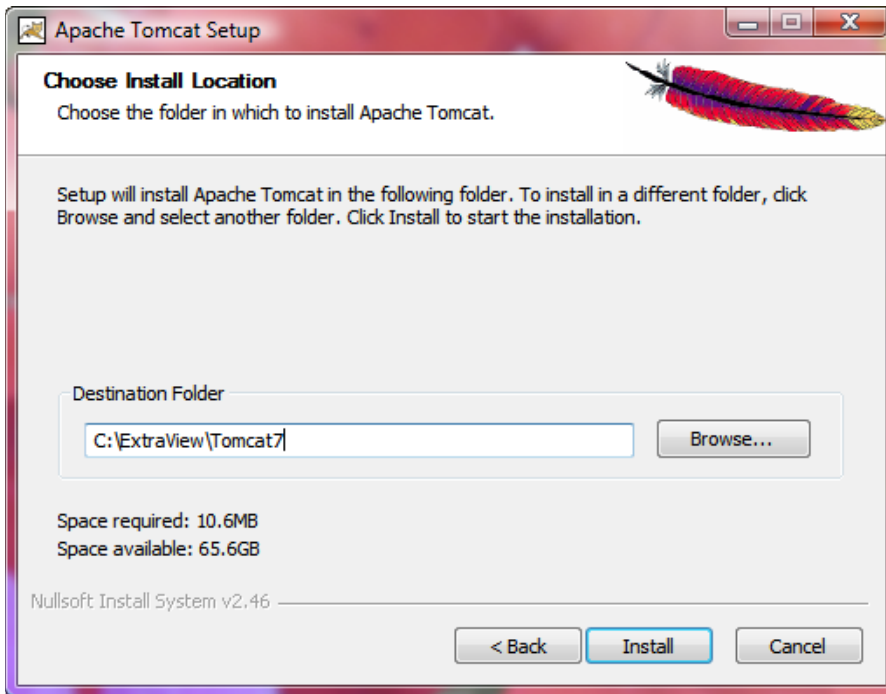 Apache Tomcat Setup
Choose Install Location
Choose the folder in which to install Apache Tomcat.
Setup will install Apache Tomcat in the following folder. To install in a different folder, click
Browse and select another folder. Click Install to start the installation.
Destination Folder
C:\ExtraView\Tomcat7
Browse...
Space required: 10.6MB
Space available: 65.6GB
Nullsoft Install System v2.46
< Back
Install
Cancel